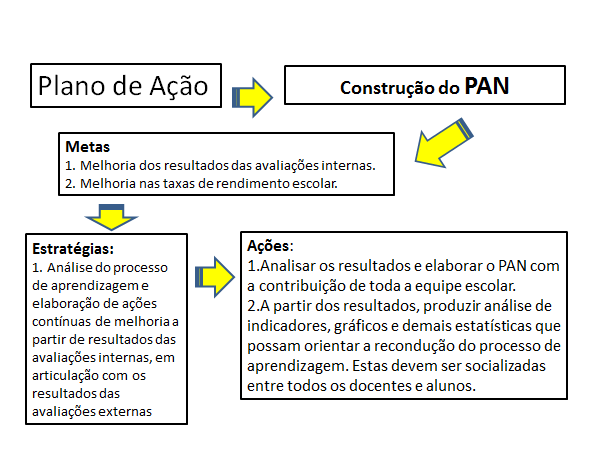 Plano de Ação
Construção do PAN
Metas
1. Melhoria dos resultados das avaliações internas.
2. Melhoria nas taxas de rendimento escolar.
Estratégias:
1. Análise do processo
de aprendizagem e
elaboração de ações
contínuas de melhoria a
partir de resultados das
avaliações internas, em
articulação com os
resultados das
avaliações externas
Ações:
1.Analisar os resultados e elaborar o PAN com
a contribuição de toda a equipe escolar.
2.A partir dos resultados, produzir análise de
indicadores, gráficos e demais estatísticas que
possam orientar a recondução do processo de
aprendizagem. Estas devem ser socializadas
entre todos os docentes e alunos.